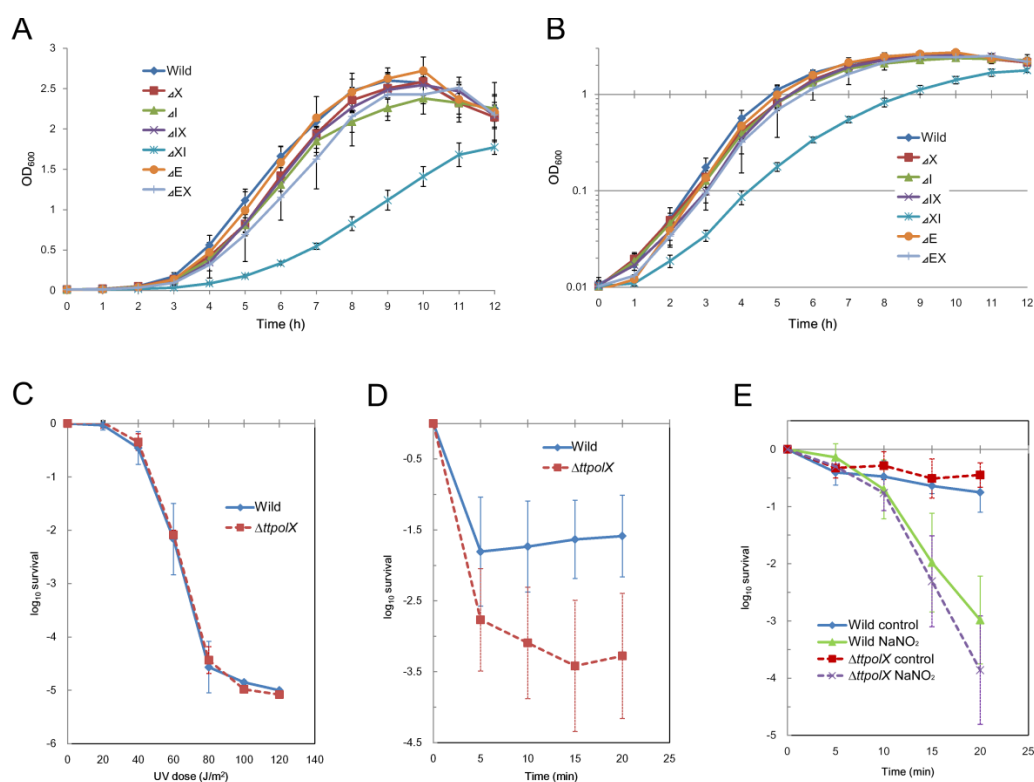 A
Wild
⊿X
⊿I
⊿IX
⊿XI
⊿E
⊿EX
3
2.5
2
1.5
1
0.5
0
OD600
0 1 2 3 4 5 6 7 8 9 10 11 12
Time (h)
B
1
0.1
0.01
OD600
Wild
⊿X
⊿I
⊿IX
⊿XI
⊿E
⊿EX
0 1 2 3 4 5 6 7 8 9 10 11 12
Time (h)
C
0
-1
-2
-3
-4
-5
-6
log10 survival
Wild
ΔttpolX
0 20 40 60 80 100 120 140
UV dose (J/m²)
D
-0.5
-1.5
-2.5
-3.5
-4.5
log10 survival
Wild
ΔttpolX
0 5 10 15 20 25
Time (min)
E
1
0
-1
-2
-3
-4
-5
log10 survival
Wild control
Wild NaNO2
ΔttpolX control
ΔttpolX NaNO2
0 5 10 15 20 25
Time (min)